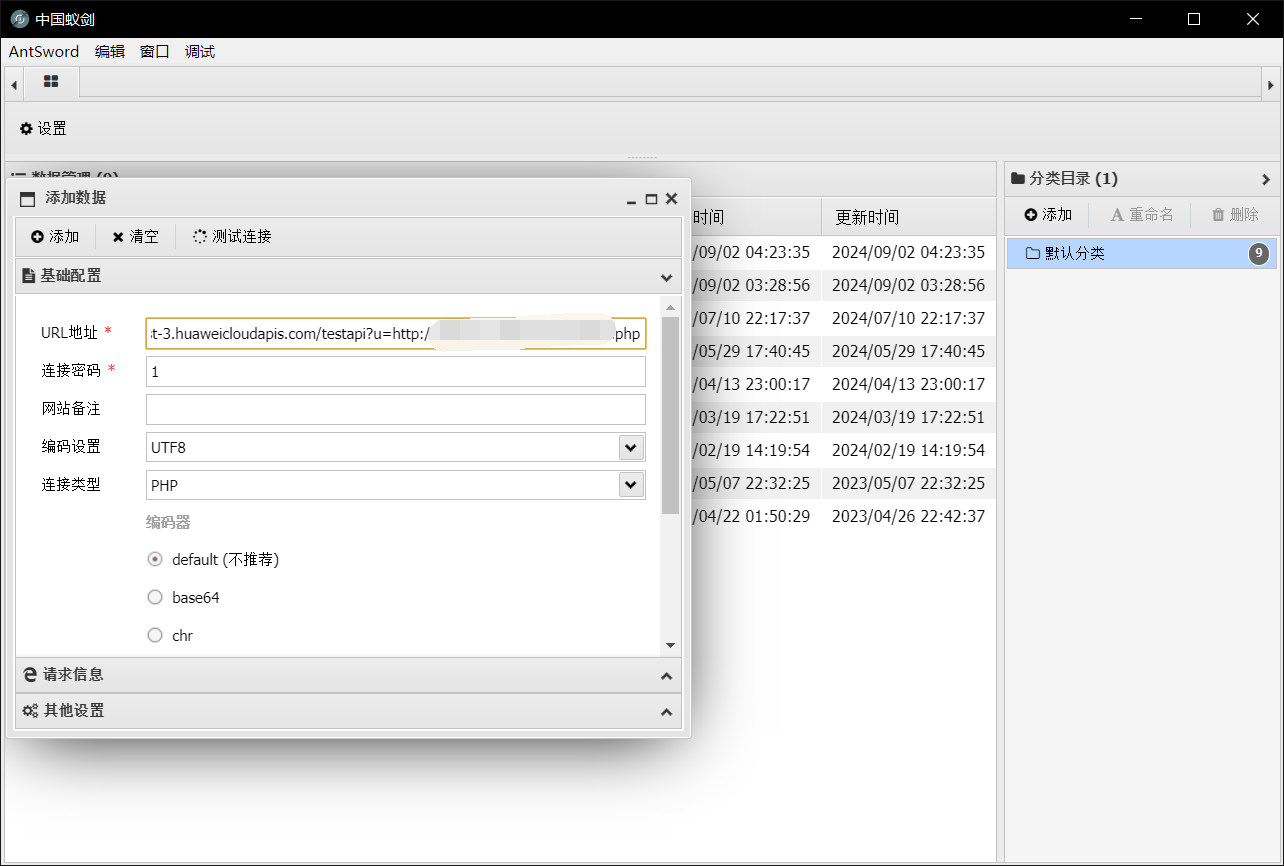 中国蚁剑
AntSword 编辑 窗口 调试
设置
添加数据
添加 清空 测试连接
基础配置
URL地址 *
t-3.huaweicloudapis.com/testapi?u=http:/ .php
连接密码 * 1
网站备注
编码设置 UTF8
连接类型 PHP
编码器
default (不推荐)
base64
chr
请求信息
其他设置
时间 更新时间
/09/02 04:23:35 2024/09/02 04:23:35
/09/02 03:28:56 2024/09/02 03:28:56
/07/10 22:17:37 2024/07/10 22:17:37
/05/29 17:40:45 2024/05/29 17:40:45
/04/13 23:00:17 2024/04/13 23:00:17
/03/19 17:22:51 2024/03/19 17:22:51
/02/19 14:19:54 2024/02/19 14:19:54
/05/07 22:32:25 2023/05/07 22:32:25
/04/22 01:50:29 2023/04/26 22:42:37
分类目录 (1)
添加 重命名 删除
默认分类 9